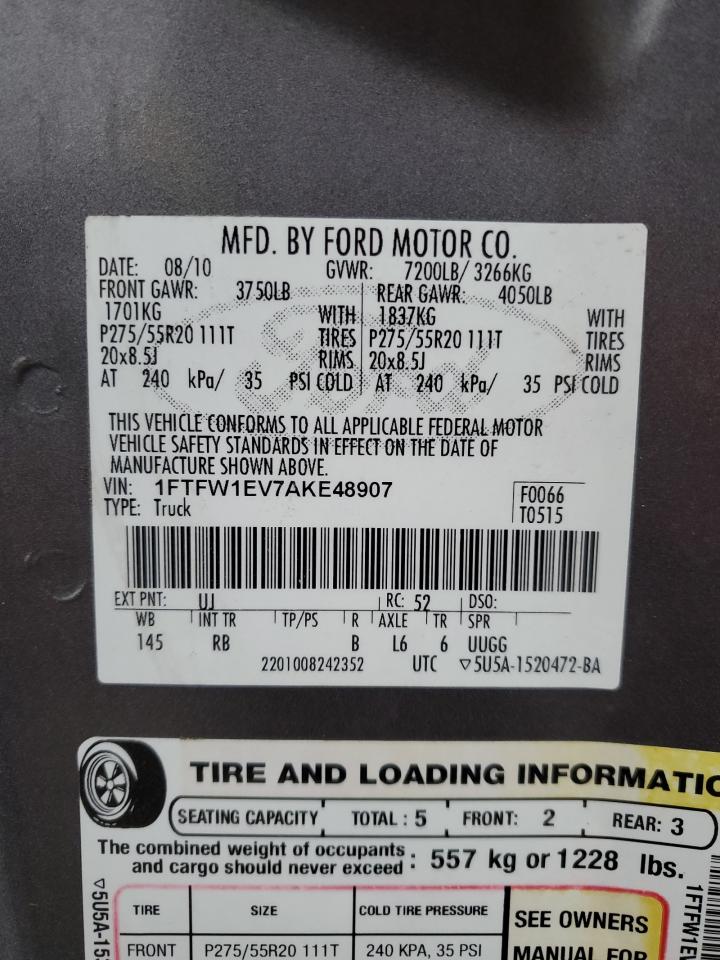 MFD. BY FORD MOTOR CO.
DATE: 08/10 GVWR: 7200LB/ 3266KG
FRONT GAWR: 3750LB REAR GAWR: 4050LB
1701KG WITH 1837KG WITH
P275/55R20 111T TIRES P275/55R20 111T TIRES
20x8.5J RIMS 20x8.5J RIMS
AT 240 kPa/ 35 PSI COLD AT 240 kPa/ 35 PSI COLD
THIS VEHICLE CONFORMS TO ALL APPLICABLE FEDERAL MOTOR
VEHICLE SAFETY STANDARDS IN EFFECT ON THE DATE OF
MANUFACTURE SHOWN ABOVE.
VIN: 1FTFW1EV7AKE48907 F0066
TYPE: Truck T0515
EXT PNT: UJ RC: 52 DSO:
WB INT TR TP/PS R AXLE TR SPR
145 RB B L6 6 UUGG
2201008242352 UTC ▽5U5A-1520472-BA
TIRE AND LOADING INFORMATIO
SEATING CAPACITY TOTAL : 5 FRONT: 2 REAR: 3
The combined weight of occupants
and cargo should never exceed : 557 kg or 1228 lbs.
TIRE SIZE COLD TIRE PRESSURE SEE OWNERS
FRONT P275/55R20 111T 240 KPA, 35 PSI MANUAL FOR
▽5U5A-15
1FTFW1E